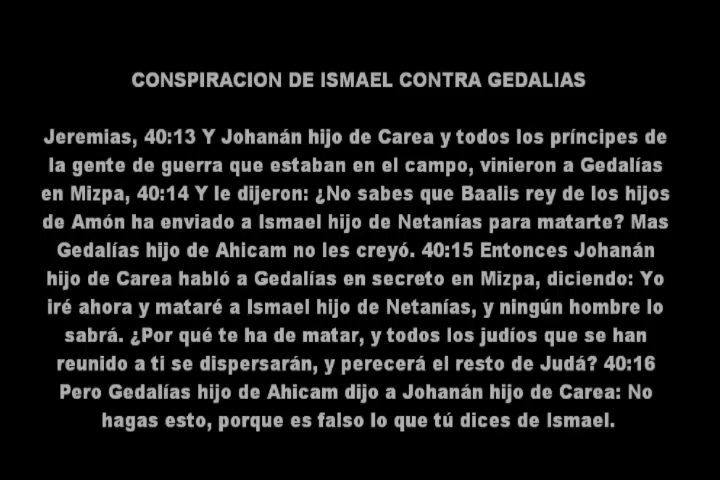 CONSPIRACION DE ISMAEL CONTRA GEDALIAS
Jeremias, 40:13 Y Johanán hijo de Carea y todos los príncipes de
la gente de guerra que estaban en el campo, vinieron a Gedalías
en Mizpa, 40:14 Y le dijeron: ¿No sabes que Baalis rey de los hijos
de Amón ha enviado a Ismael hijo de Netanías para matarte? Mas
Gedalías hijo de Ahicam no les creyó. 40:15 Entonces Johanán
hijo de Carea habló a Gedalías en secreto en Mizpa, diciendo: Yo
iré ahora y mataré a Ismael hijo de Netanías, y ningún hombre lo
sabrá. ¿Por qué te ha de matar, y todos los judíos que se han
reunido a ti se dispersarán, y perecerá el resto de Judá? 40:16
Pero Gedalías hijo de Ahicam dijo a Johanán hijo de Carea: No
hagas esto, porque es falso lo que tú dices de Ismael.